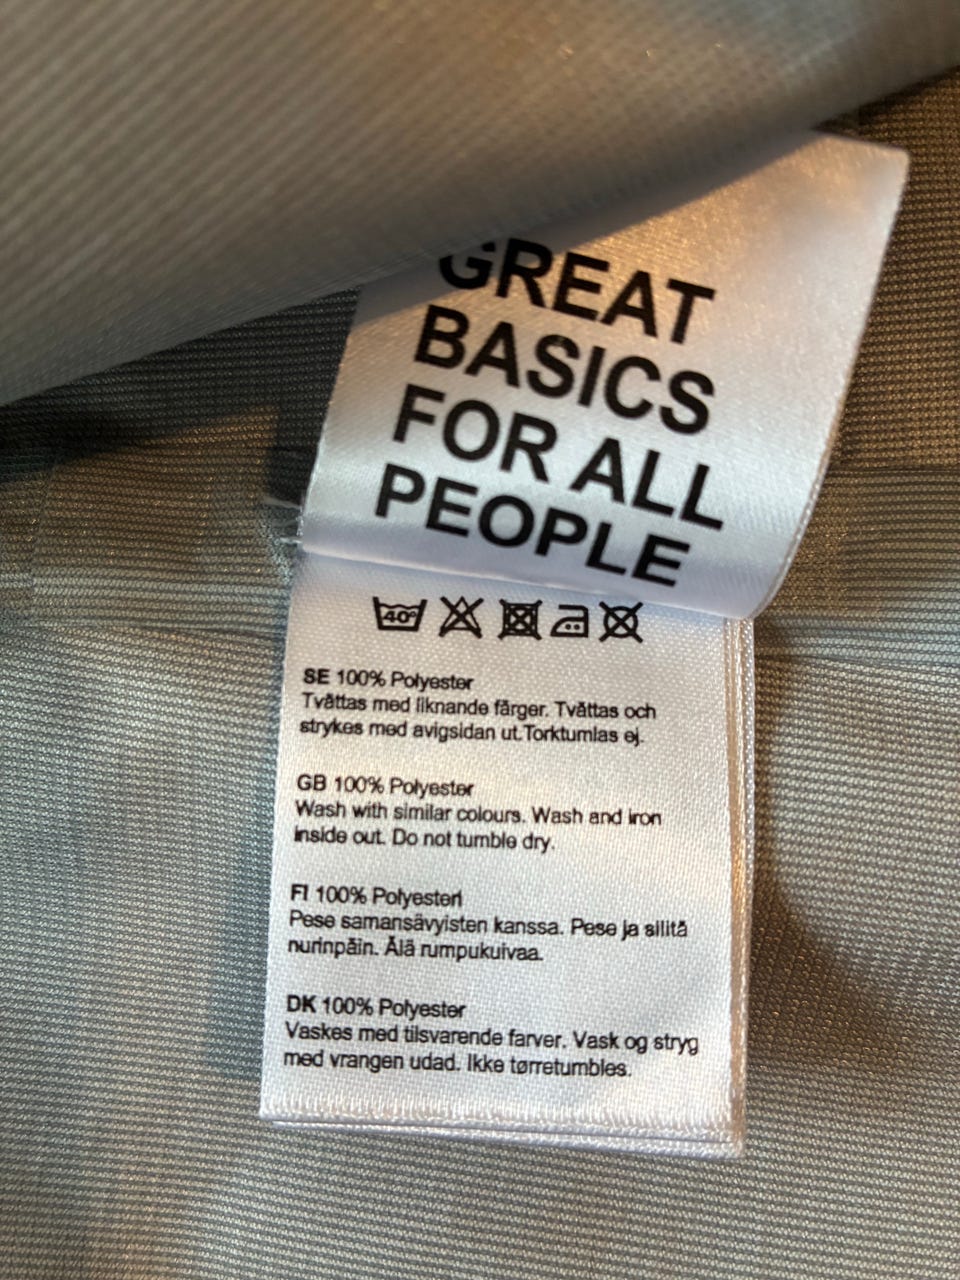 GREAT
BASICS
FOR ALL
PEOPLE
40°
SE 100% Polyester
Tvättas med liknande färger. Tvättas och
strykes med avigsidan ut.Torktumlas ej.
GB 100% Polyester
Wash with similar colours. Wash and iron
inside out. Do not tumble dry.
FI 100% Polyesteri
Pese samansävyisten kanssa. Pese ja silitä
nurinpäin. Älä rumpukuivaa.
DK 100% Polyester
Vaskes med tilsvarende farver. Vask og stryg
med vrangen udad. Ikke tørretumbles.